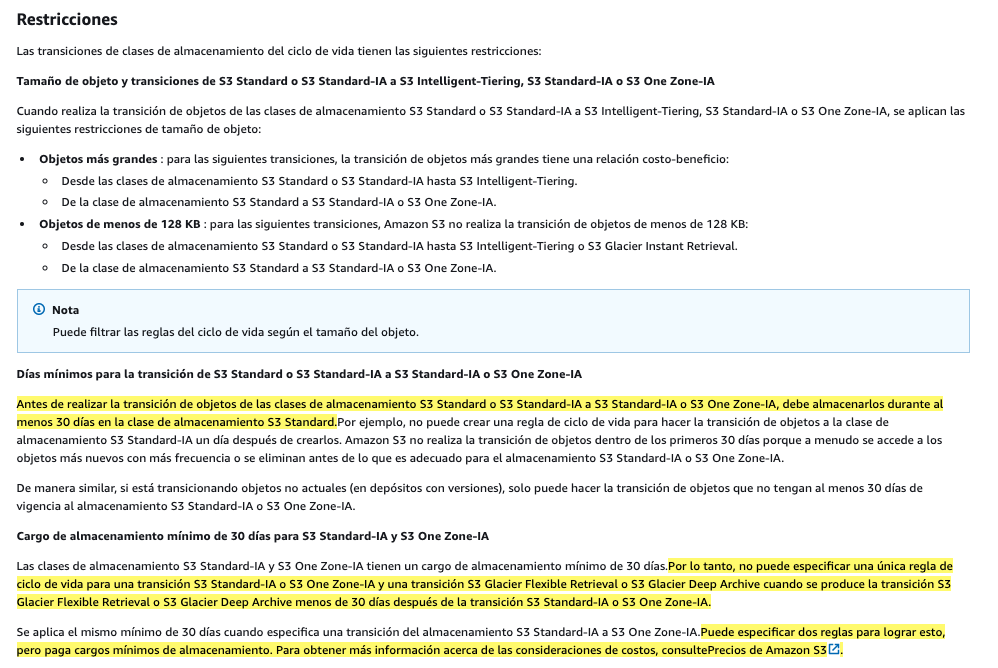 Restricciones
Las transiciones de clases de almacenamiento del ciclo de vida tienen las siguientes restricciones:
Tamaño de objeto y transiciones de S3 Standard o S3 Standard-IA a S3 Intelligent-Tiering, S3 Standard-IA o S3 One Zone-IA
Cuando realiza la transición de objetos de las clases de almacenamiento S3 Standard o S3 Standard-IA a S3 Intelligent-Tiering, S3 Standard-IA o S3 One Zone-IA, se aplican las
siguientes restricciones de tamaño de objeto:
• Objetos más grandes : para las siguientes transiciones, la transición de objetos más grandes tiene una relación costo-beneficio:
◦ Desde las clases de almacenamiento S3 Standard o S3 Standard-IA hasta S3 Intelligent-Tiering.
◦ De la clase de almacenamiento S3 Standard a S3 Standard-IA o S3 One Zone-IA.
• Objetos de menos de 128 KB : para las siguientes transiciones, Amazon S3 no realiza la transición de objetos de menos de 128 KB:
◦ Desde las clases de almacenamiento S3 Standard o S3 Standard-IA hasta S3 Intelligent-Tiering o S3 Glacier Instant Retrieval.
◦ De la clase de almacenamiento S3 Standard a S3 Standard-IA o S3 One Zone-IA.
Nota
Puede filtrar las reglas del ciclo de vida según el tamaño del objeto.
Días mínimos para la transición de S3 Standard o S3 Standard-IA a S3 Standard-IA o S3 One Zone-IA
Antes de realizar la transición de objetos de las clases de almacenamiento S3 Standard o S3 Standard-IA a S3 Standard-IA o S3 One Zone-IA, debe almacenarlos durante al
menos 30 días en la clase de almacenamiento S3 Standard.Por ejemplo, no puede crear una regla de ciclo de vida para hacer la transición de objetos a la clase de
almacenamiento S3 Standard-IA un día después de crearlos. Amazon S3 no realiza la transición de objetos dentro de los primeros 30 días porque a menudo se accede a los
objetos más nuevos con más frecuencia o se eliminan antes de lo que es adecuado para el almacenamiento S3 Standard-IA o S3 One Zone-IA.
De manera similar, si está transicionando objetos no actuales (en depósitos con versiones), solo puede hacer la transición de objetos que no tengan al menos 30 días de
vigencia al almacenamiento S3 Standard-IA o S3 One Zone-IA.
Cargo de almacenamiento mínimo de 30 días para S3 Standard-IA y S3 One Zone-IA
Las clases de almacenamiento S3 Standard-IA y S3 One Zone-IA tienen un cargo de almacenamiento mínimo de 30 días.Por lo tanto, no puede especificar una única regla de
ciclo de vida para una transición S3 Standard-IA o S3 One Zone-IA y una transición S3 Glacier Flexible Retrieval o S3 Glacier Deep Archive cuando se produce la transición S3
Glacier Flexible Retrieval o S3 Glacier Deep Archive menos de 30 días después de la transición S3 Standard-IA o S3 One Zone-IA.
Se aplica el mismo mínimo de 30 días cuando especifica una transición del almacenamiento S3 Standard-IA a S3 One Zone-IA.Puede especificar dos reglas para lograr esto,
pero paga cargos mínimos de almacenamiento. Para obtener más información acerca de las consideraciones de costos, consultePrecios de Amazon S3.